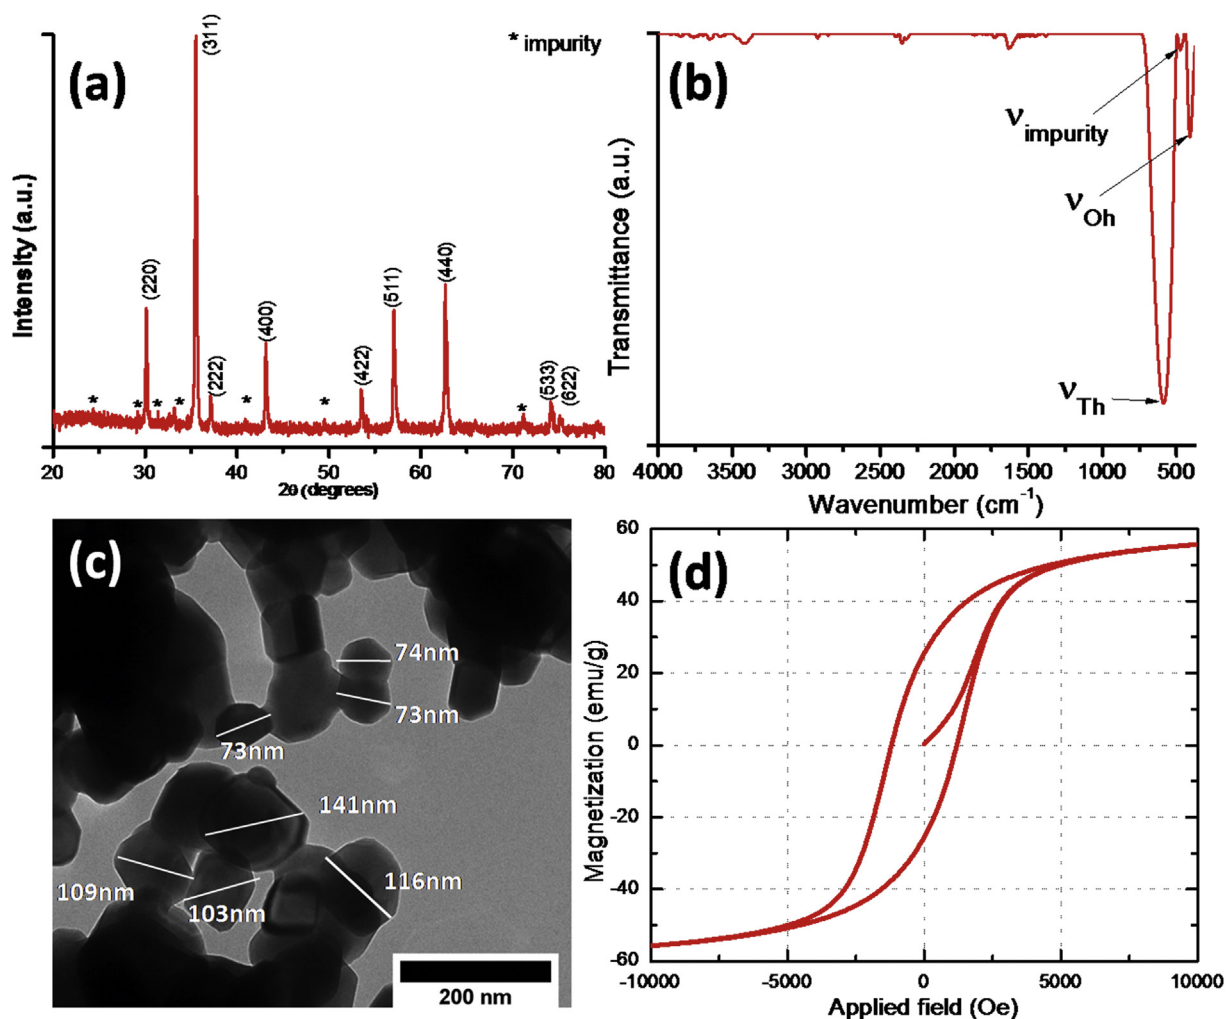 (a)
* impurity
(311)
(220)
(222)
(400)
(422)
(511)
(440)
(533)
(622)
* * * * * * *
Intensity (a.u.)
20 30 40 50 60 70 80
2θ (degrees)
(b)
νimpurity
νOh
νTh
Transmittance (a.u.)
4000 3500 3000 2500 2000 1500 1000 500
Wavenumber (cm⁻¹)
(c)
74nm
73nm
73nm
141nm
109nm
103nm
116nm
200 nm
(d)
Magnetization (emu/g)
60
40
20
0
-20
-40
-60
-10000 -5000 0 5000 10000
Applied field (Oe)